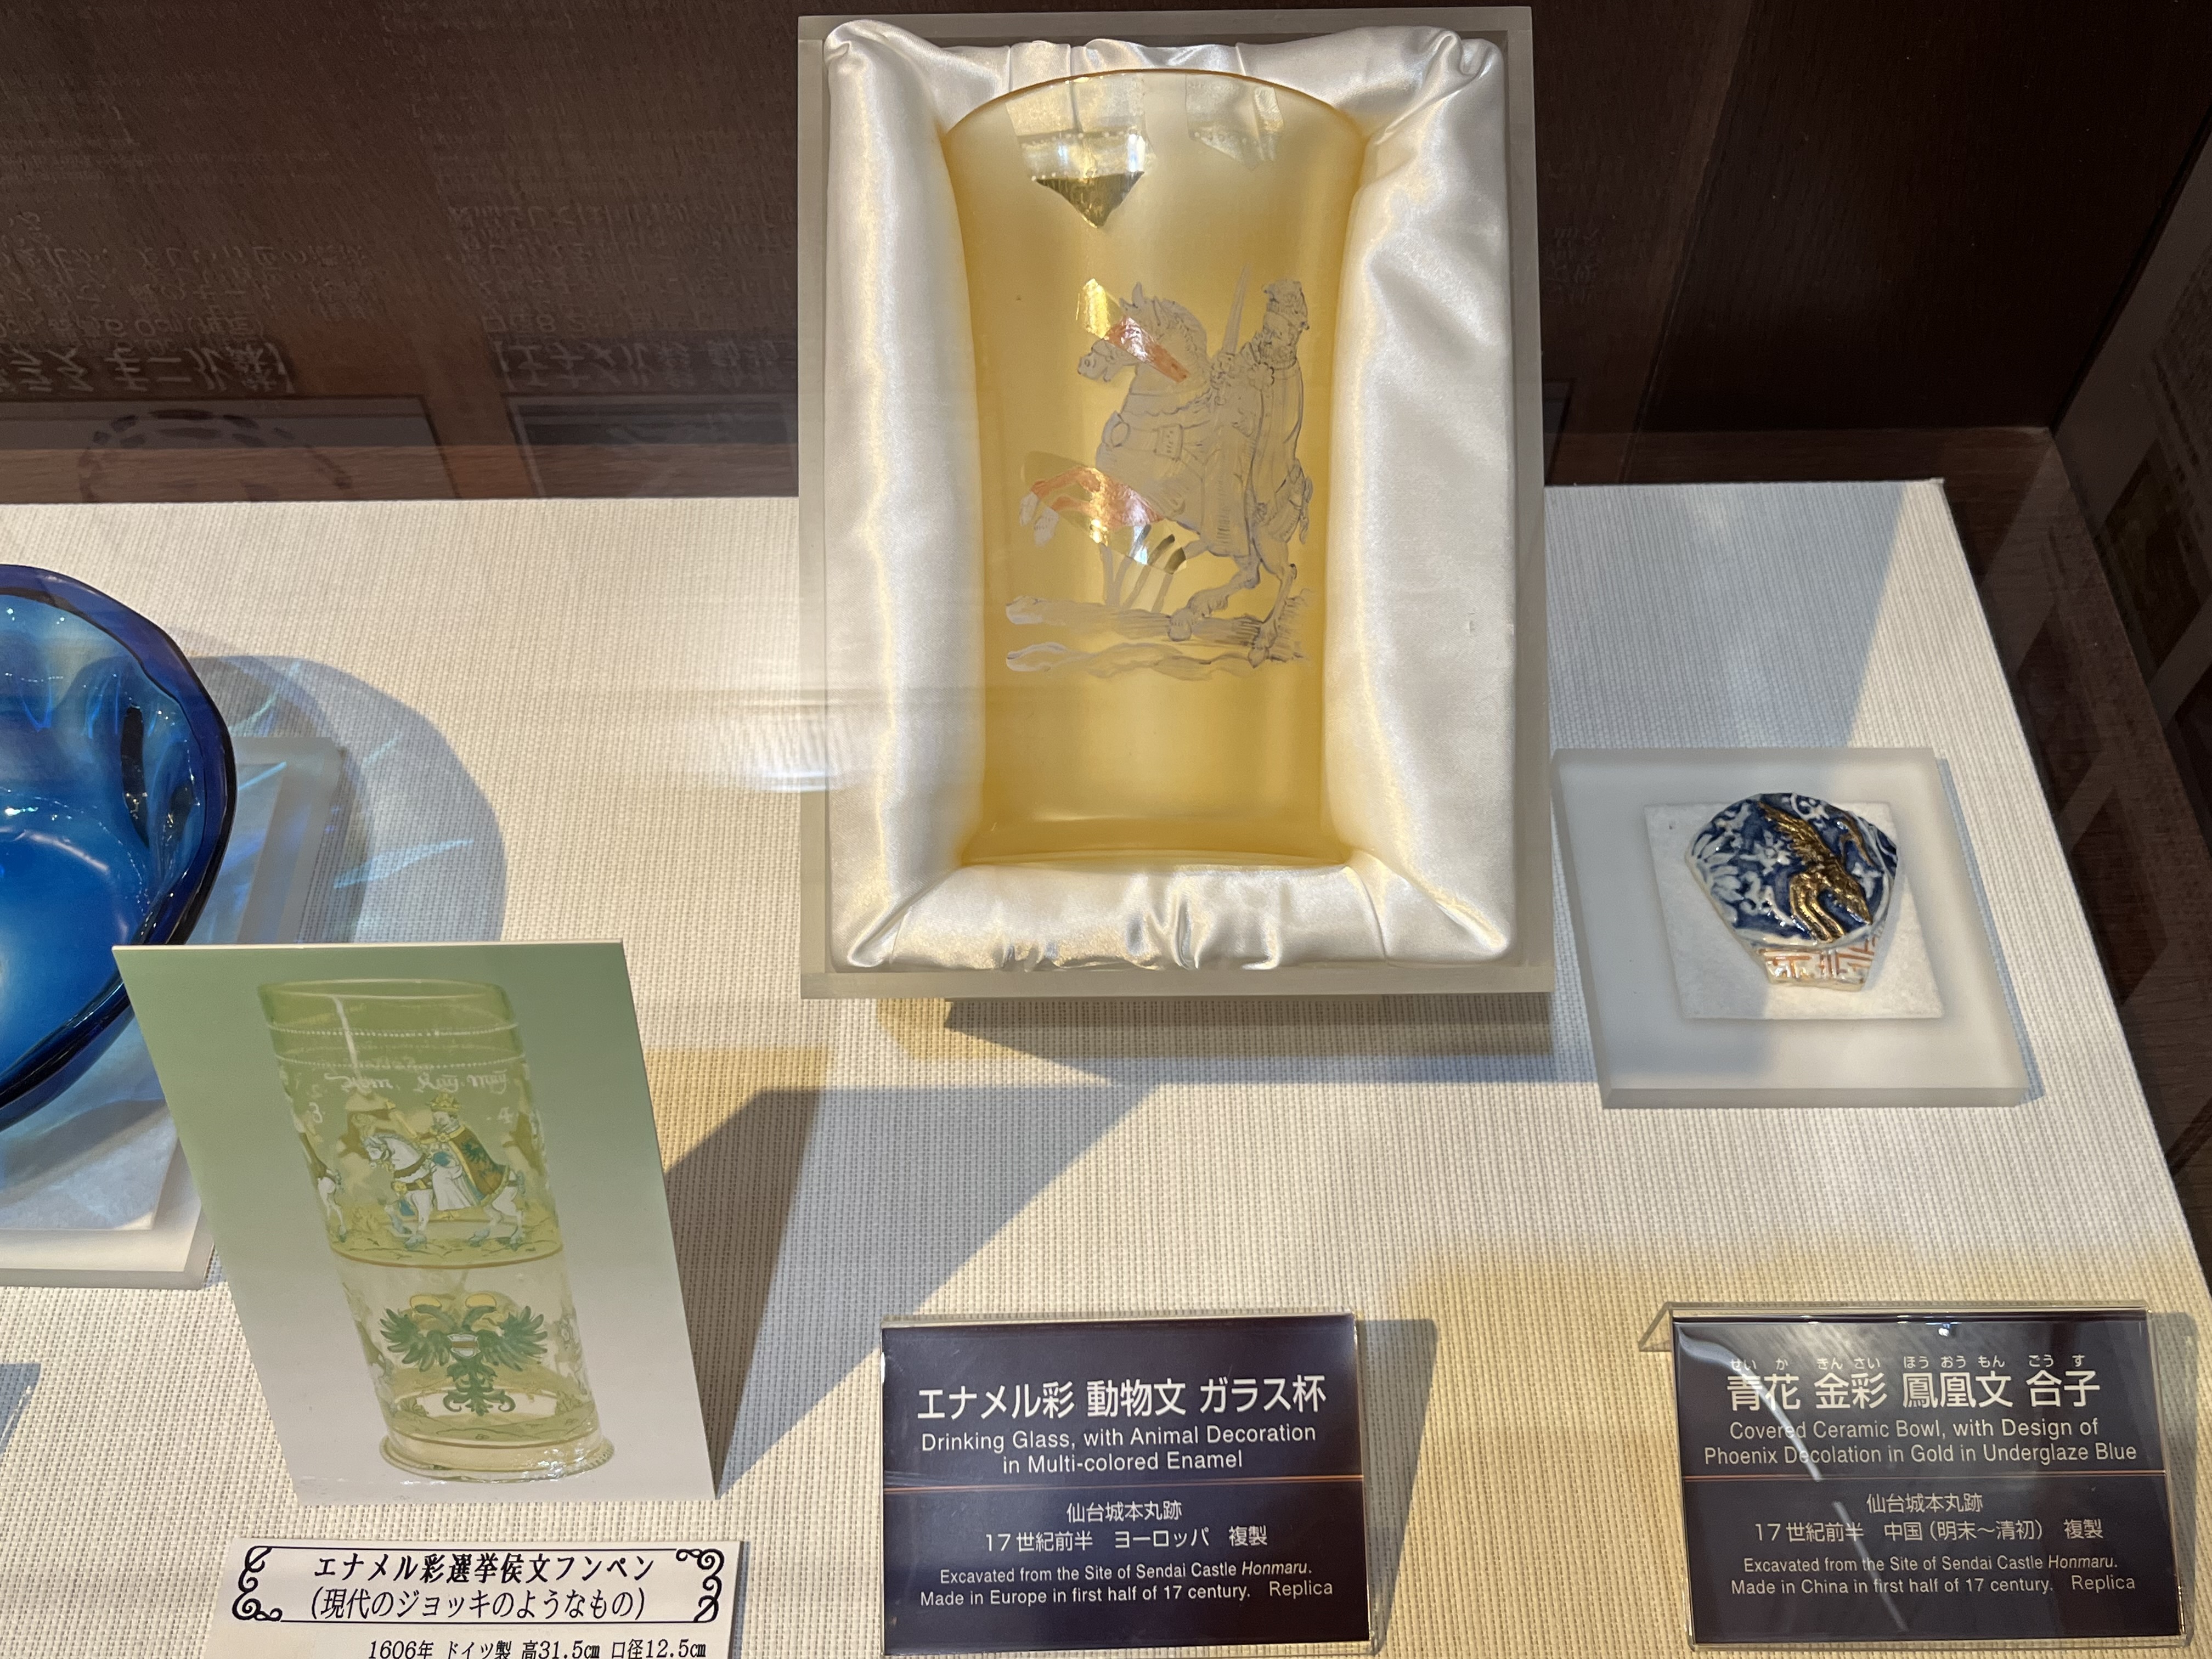 エナメル彩選挙侯文フンペン
(現代のジョッキのようなもの)
1606年 ドイツ製 高31.5㎝ 口径12.5㎝
エナメル彩 動物文 ガラス杯
Drinking Glass, with Animal Decoration
in Multi-colored Enamel
仙台城本丸跡
17世紀前半 ヨーロッパ 複製
Excavated from the Site of Sendai Castle Honmaru.
Made in Europe in first half of 17 century. Replica
せい か きん さい ほう おう もん ごう す
青花 金彩 鳳凰文 合子
Covered Ceramic Bowl, with Design of
Phoenix Decolation in Gold in Underglaze Blue
仙台城本丸跡
17世紀前半 中国(明末〜清初) 複製
Excavated from the Site of Sendai Castle Honmaru.
Made in China in first half of 17 century. Replica